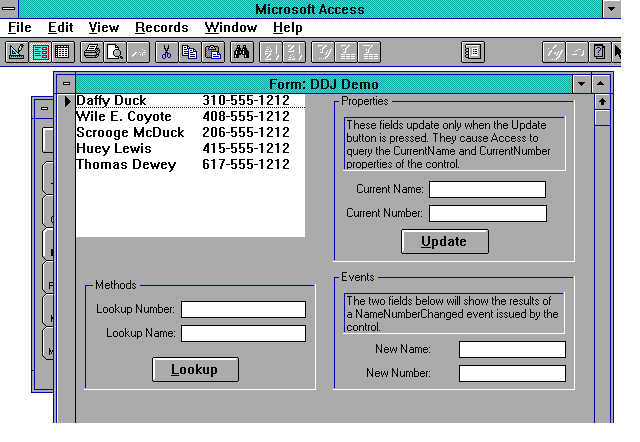 Microsoft Access
File Edit View Records Window Help
Form: DDJ Demo
Daffy Duck 310-555-1212
Wile E. Coyote 408-555-1212
Scrooge McDuck 206-555-1212
Huey Lewis 415-555-1212
Thomas Dewey 617-555-1212
Properties
These fields update only when the Update
button is pressed. They cause Access to
query the CurrentName and CurrentNumber
properties of the control.
Current Name:
Current Number:
Update
Methods
Lookup Number:
Lookup Name:
Lookup
Events
The two fields below will show the results of
a NameNumberChanged event issued by the
control.
New Name:
New Number: